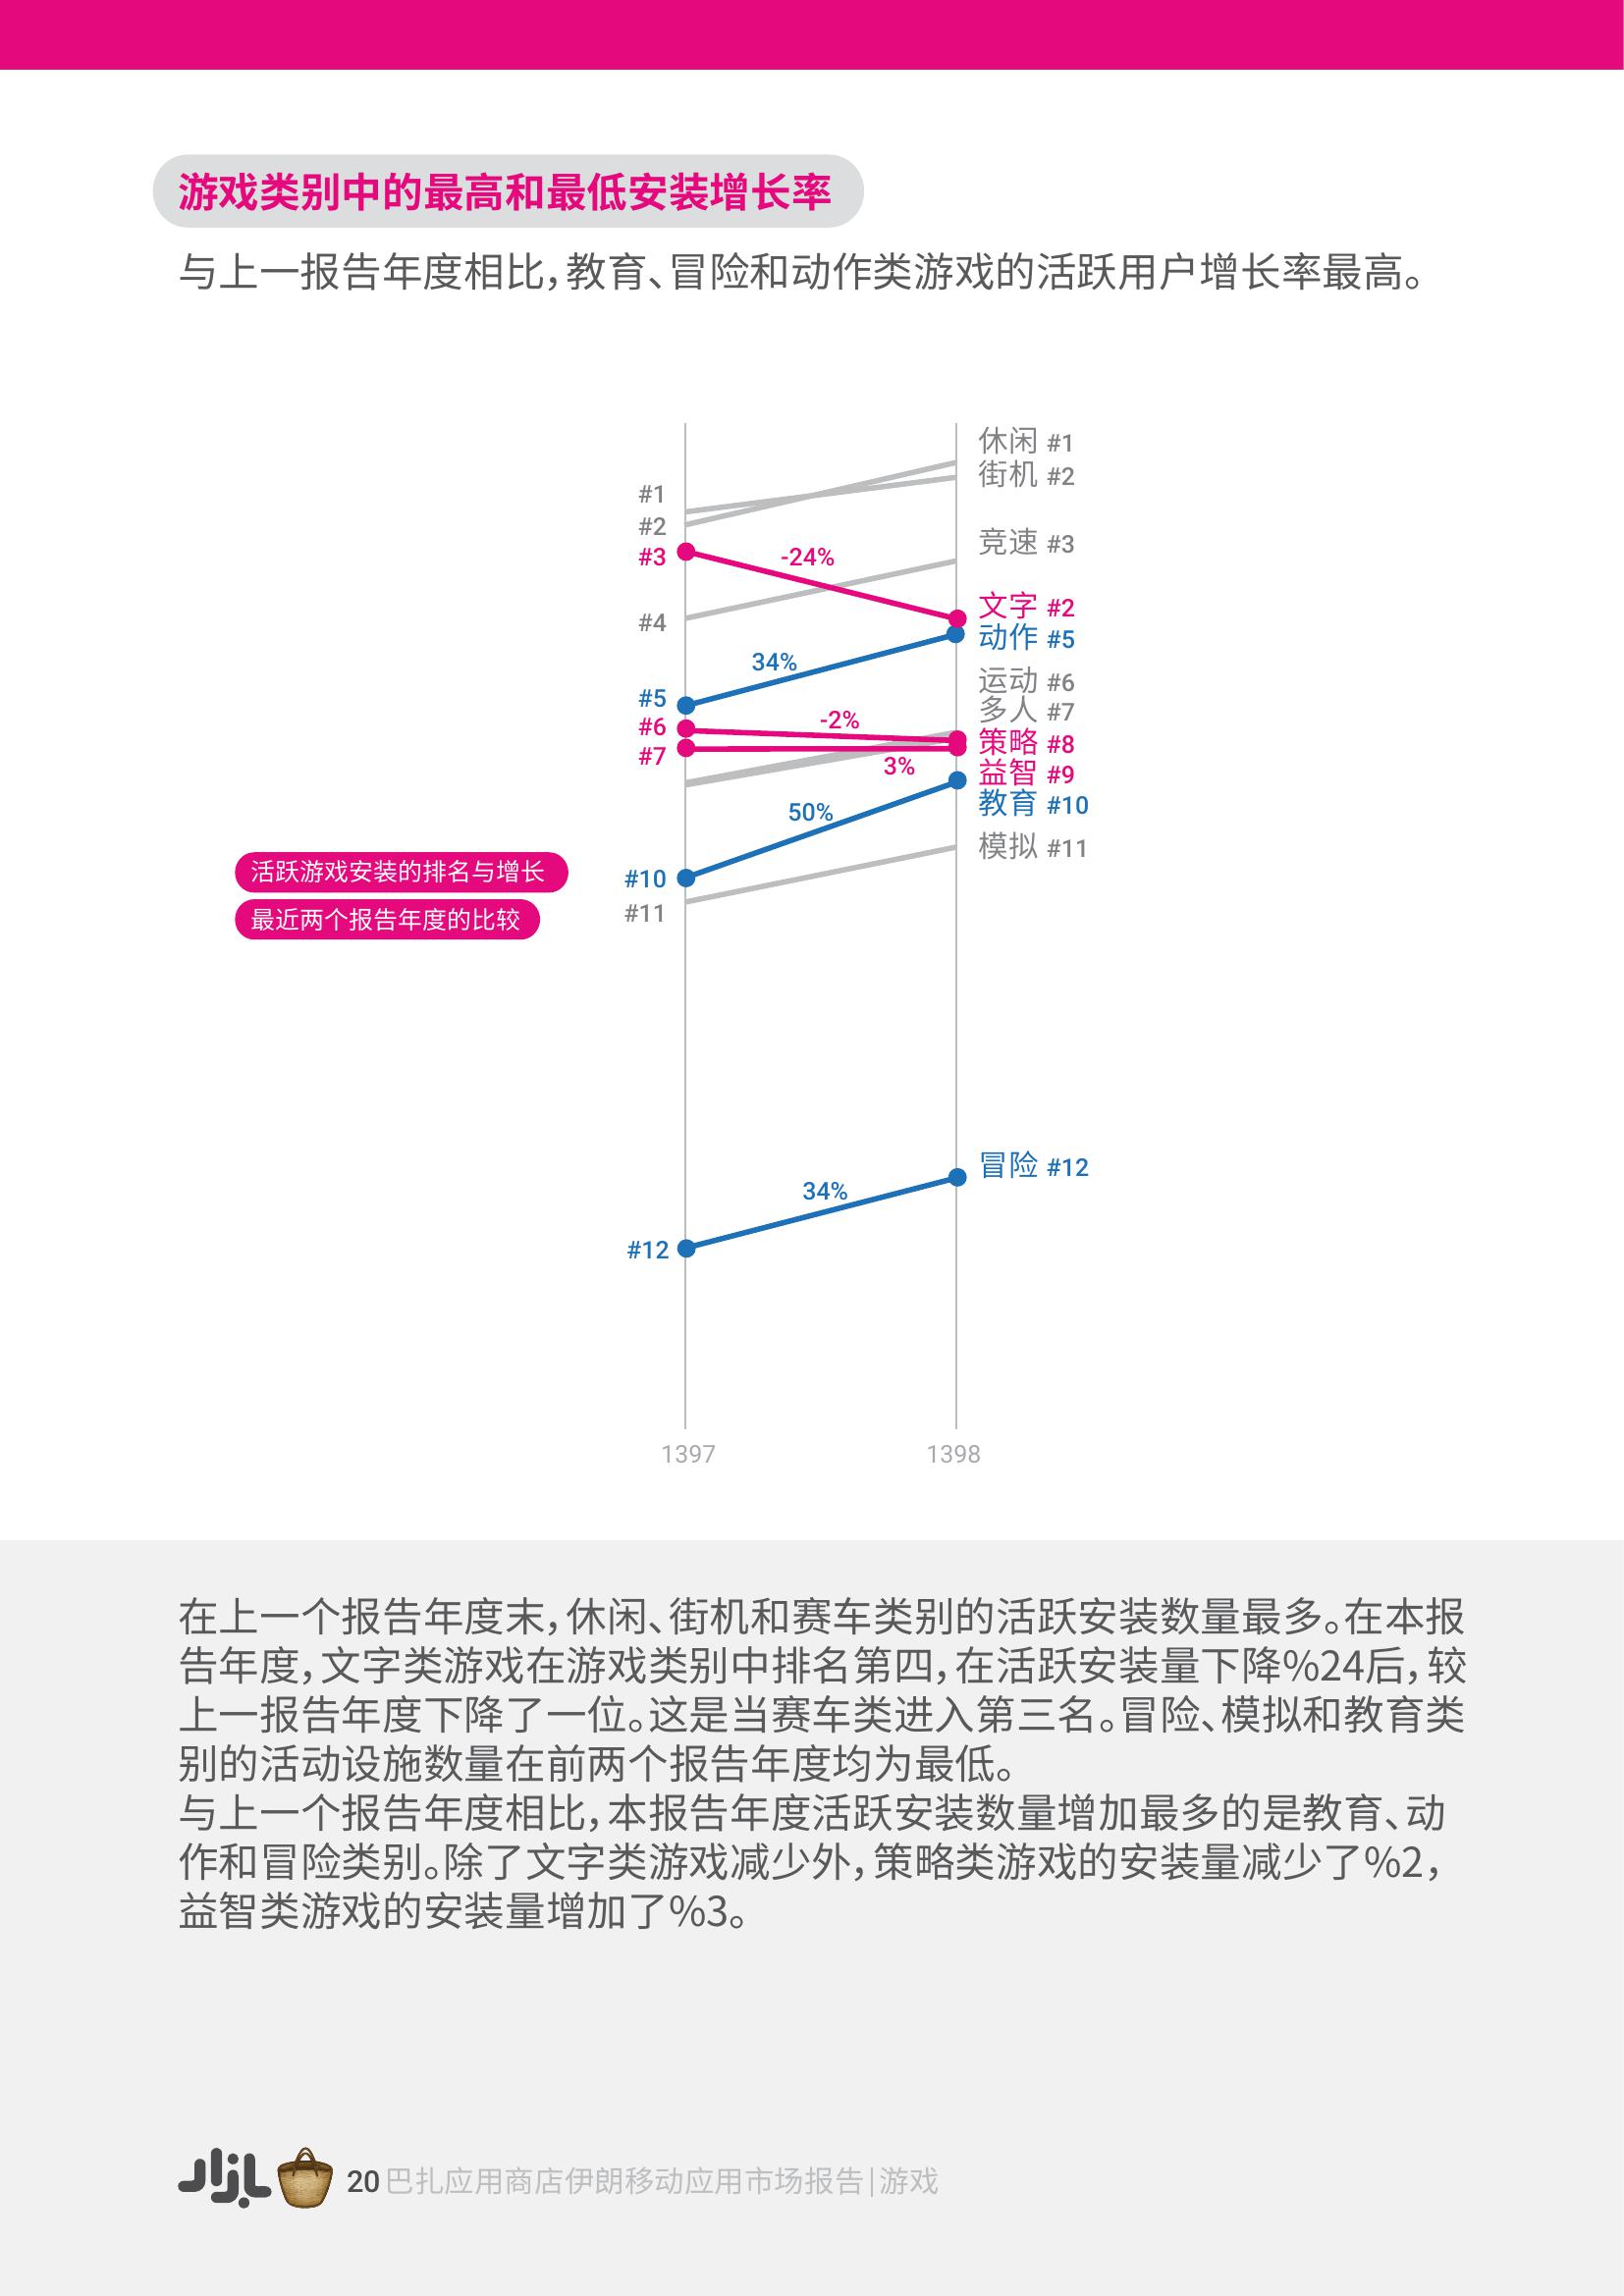 游戏类别中的最高和最低安装增长率
与上一报告年度相比，教育、冒险和动作类游戏的活跃用户增长率最高。
休闲 #1
街机 #2
竞速 #3
文字 #2
动作 #5
运动 #6
多人 #7
策略 #8
益智 #9
教育 #10
模拟 #11
冒险 #12
#1
#2
#3
#4
#5
#6
#7
#10
#11
#12
-24%
34%
-2%
3%
50%
34%
活跃游戏安装的排名与增长
最近两个报告年度的比较
1397
1398
在上一个报告年度末，休闲、街机和赛车类别的活跃安装数量最多。在本报
告年度，文字类游戏在游戏类别中排名第四，在活跃安装量下降%24后，较
上一报告年度下降了一位。这是当赛车类进入第三名。冒险、模拟和教育类
别的活动设施数量在前两个报告年度均为最低。
与上一个报告年度相比，本报告年度活跃安装数量增加最多的是教育、动
作和冒险类别。除了文字类游戏减少外，策略类游戏的安装量减少了%2，
益智类游戏的安装量增加了%3。
بازار
20 巴扎应用商店伊朗移动应用市场报告|游戏